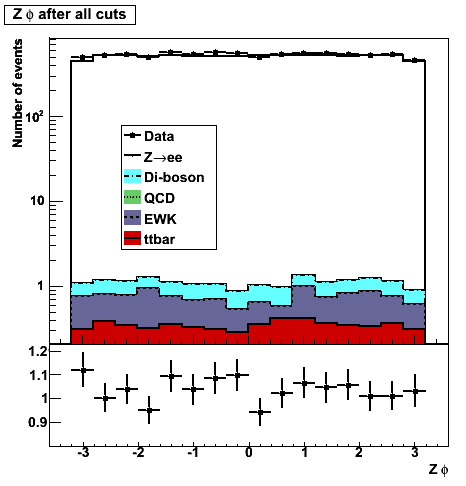 Z ϕ after all cuts
Number of events
10²
10
1
Data
Z→ee
Di-boson
QCD
EWK
ttbar
1.2
1.1
1
0.9
-3 -2 -1 0 1 2 3
Z ϕ